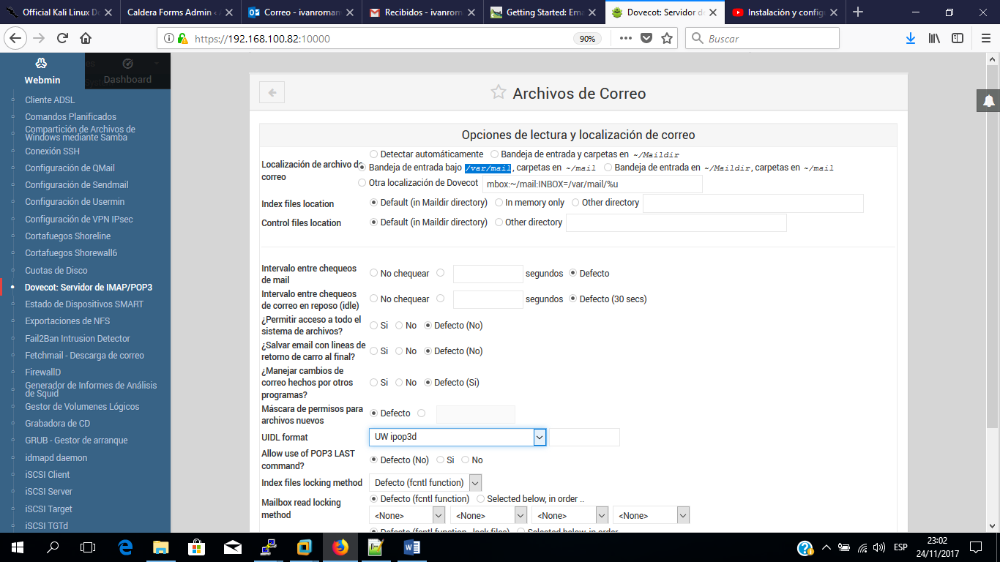 Official Kali Linux Do
Caldera Forms Admin ‹
Correo - ivanroman
Recibidos - ivanrom
Getting Started: Ema
Dovecot: Servidor de
Instalación y configu
https://192.168.100.82:10000
90%
Buscar
Webmin
Dashboard
Cliente ADSL
Comandos Planificados
Compartición de Archivos de
Windows mediante Samba
Conexión SSH
Configuración de QMail
Configuración de Sendmail
Configuración de Usermin
Configuración de VPN IPsec
Cortafuegos Shoreline
Cortafuegos Shorewall6
Cuotas de Disco
Dovecot: Servidor de IMAP/POP3
Estado de Dispositivos SMART
Exportaciones de NFS
Fail2Ban Intrusion Detector
Fetchmail - Descarga de correo
FirewallD
Generador de Informes de Análisis
de Squid
Gestor de Volumenes Lógicos
Grabadora de CD
GRUB - Gestor de arranque
idmapd daemon
iSCSI Client
iSCSI Server
iSCSI Target
iSCSI TGTd
Archivos de Correo
Opciones de lectura y localización de correo
Localización de archivo de
correo
Detectar automáticamente Bandeja de entrada y carpetas en ~/Maildir
Bandeja de entrada bajo /var/mail, carpetas en ~/mail Bandeja de entrada en ~/Maildir, carpetas en ~/mail
Otra localización de Dovecot mbox:~/mail:INBOX=/var/mail/%u
Index files location Default (in Maildir directory) In memory only Other directory
Control files location Default (in Maildir directory) Other directory
Intervalo entre chequeos
de mail
No chequear segundos Defecto
Intervalo entre chequeos
de correo en reposo (idle)
No chequear segundos Defecto (30 secs)
¿Permitir acceso a todo el
sistema de archivos?
Si No Defecto (No)
¿Salvar email con lineas de
retorno de carro al final?
Si No Defecto (No)
¿Manejar cambios de
correo hechos por otros
programas?
Si No Defecto (Si)
Máscara de permisos para
archivos nuevos
Defecto
UIDL format UW ipop3d
Allow use of POP3 LAST
command?
Defecto (No) Si No
Index files locking method Defecto (fcntl function)
Mailbox read locking
method
Defecto (fcntl function) Selected below, in order ..
<None> <None> <None> <None>
Defecto (fcntl function, lock files) Selected below, in order
ESP
23:02
24/11/2017